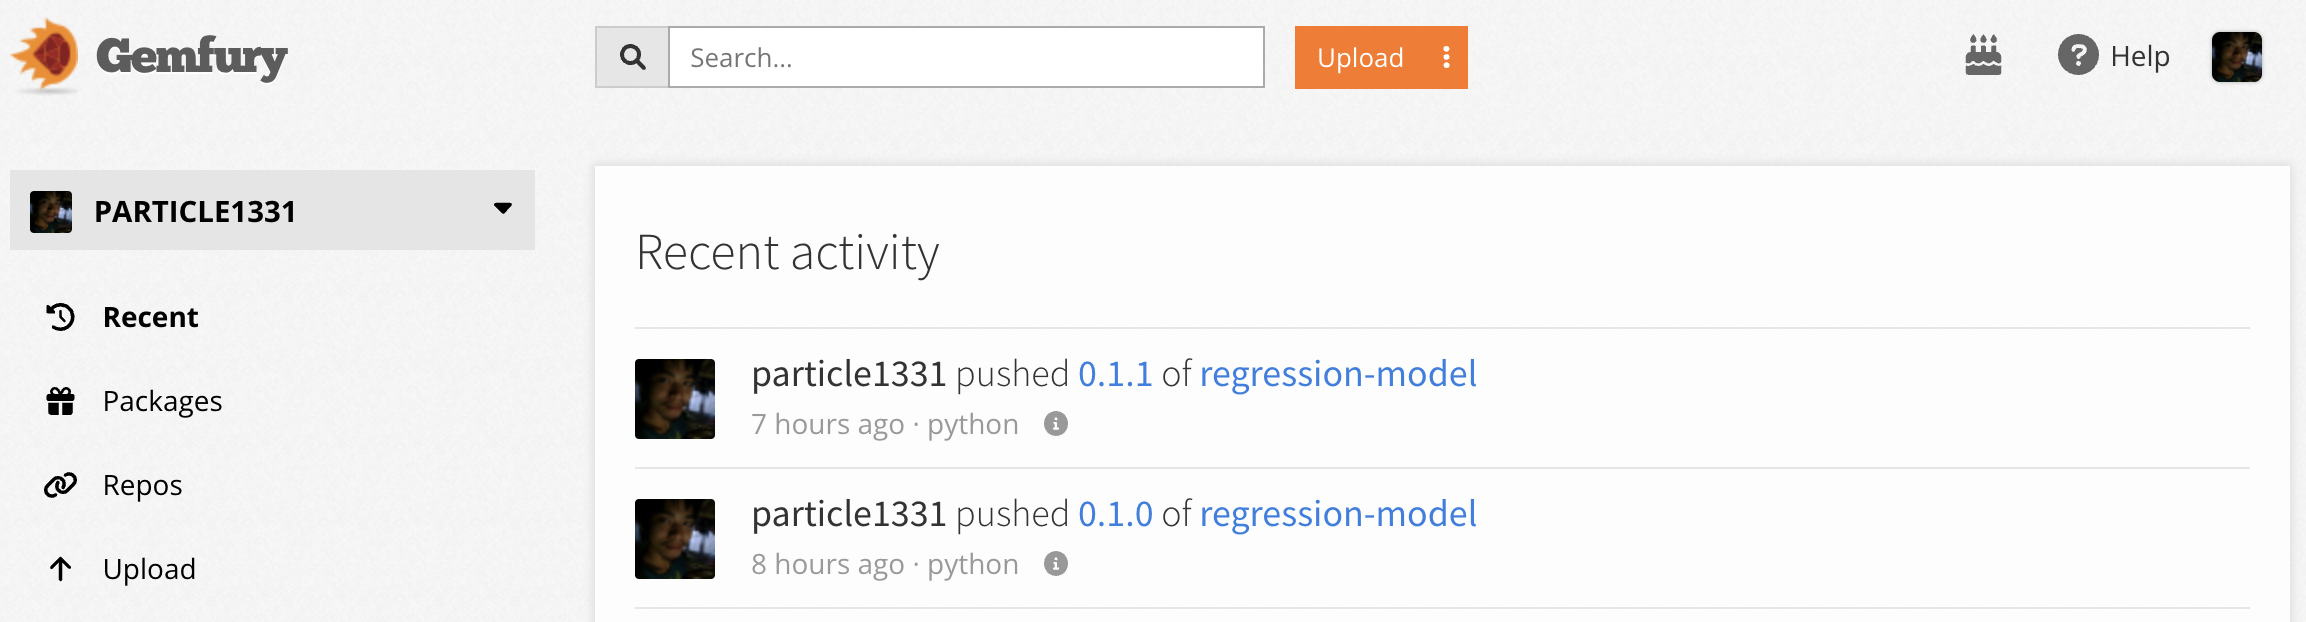 Gemfury
Search...
Upload
Help
PARTICLE1331
Recent
Packages
Repos
Upload
Recent activity
particle1331 pushed 0.1.1 of regression-model
7 hours ago · python
particle1331 pushed 0.1.0 of regression-model
8 hours ago · python